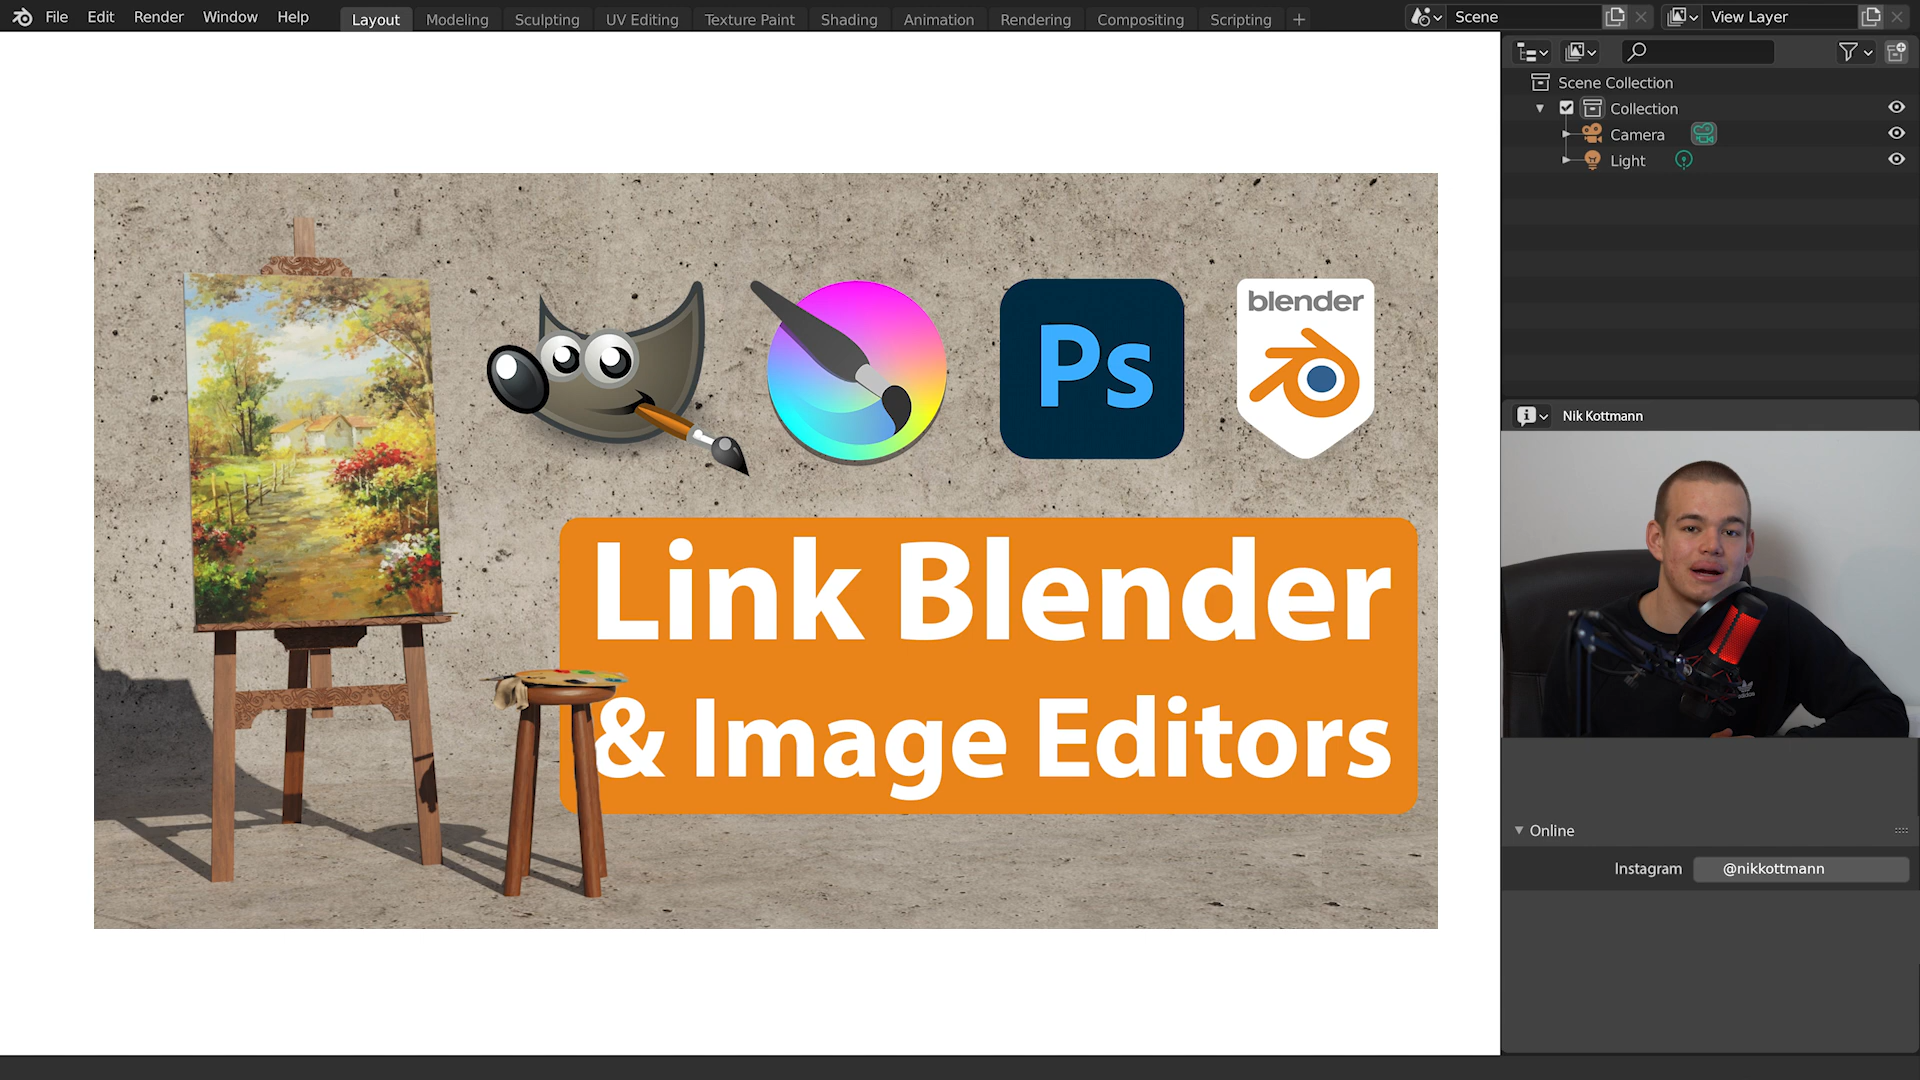 File Edit Render Window Help Layout Modeling Sculpting UV Editing Texture Paint Shading Animation Rendering Compositing Scripting + Scene View Layer
Scene Collection
Collection
Camera
Light
blender
Ps
Link Blender
& Image Editors
Nik Kottmann
adidas
Online
Instagram @nikkottmann